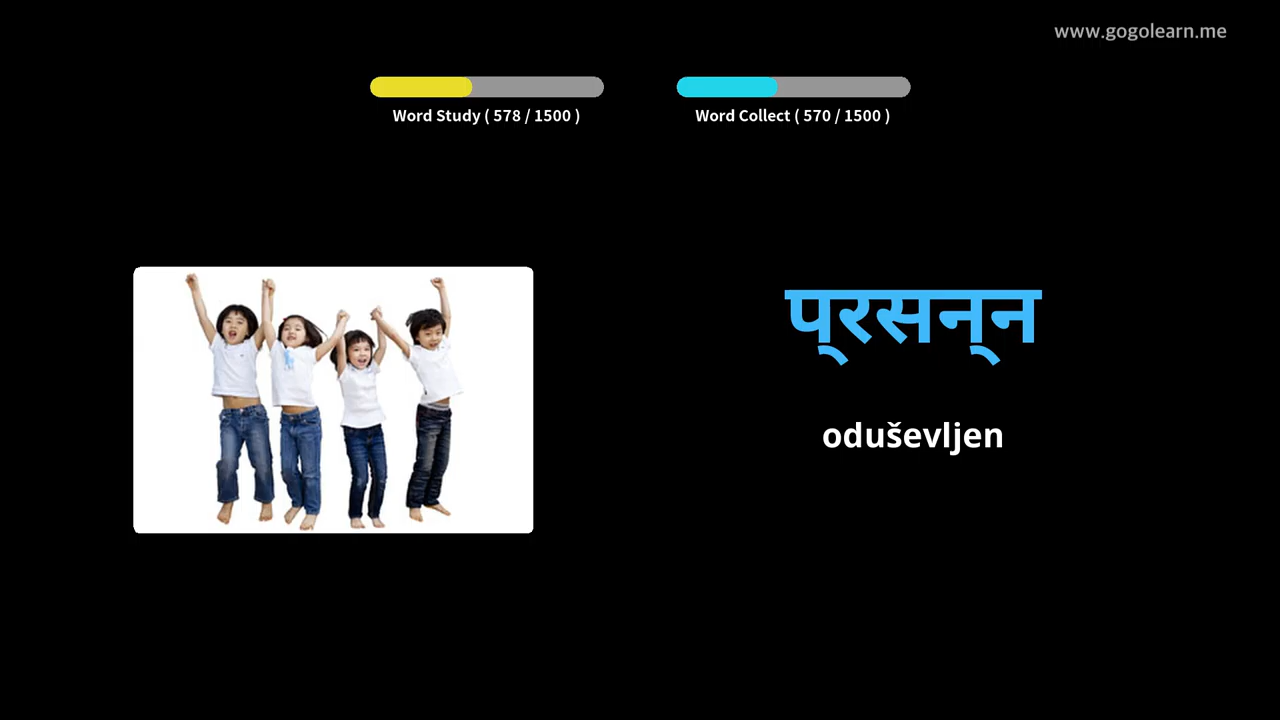 www.gogolearn.me
Word Study ( 578 / 1500 )
Word Collect ( 570 / 1500 )
प्रसन्न
oduševljen